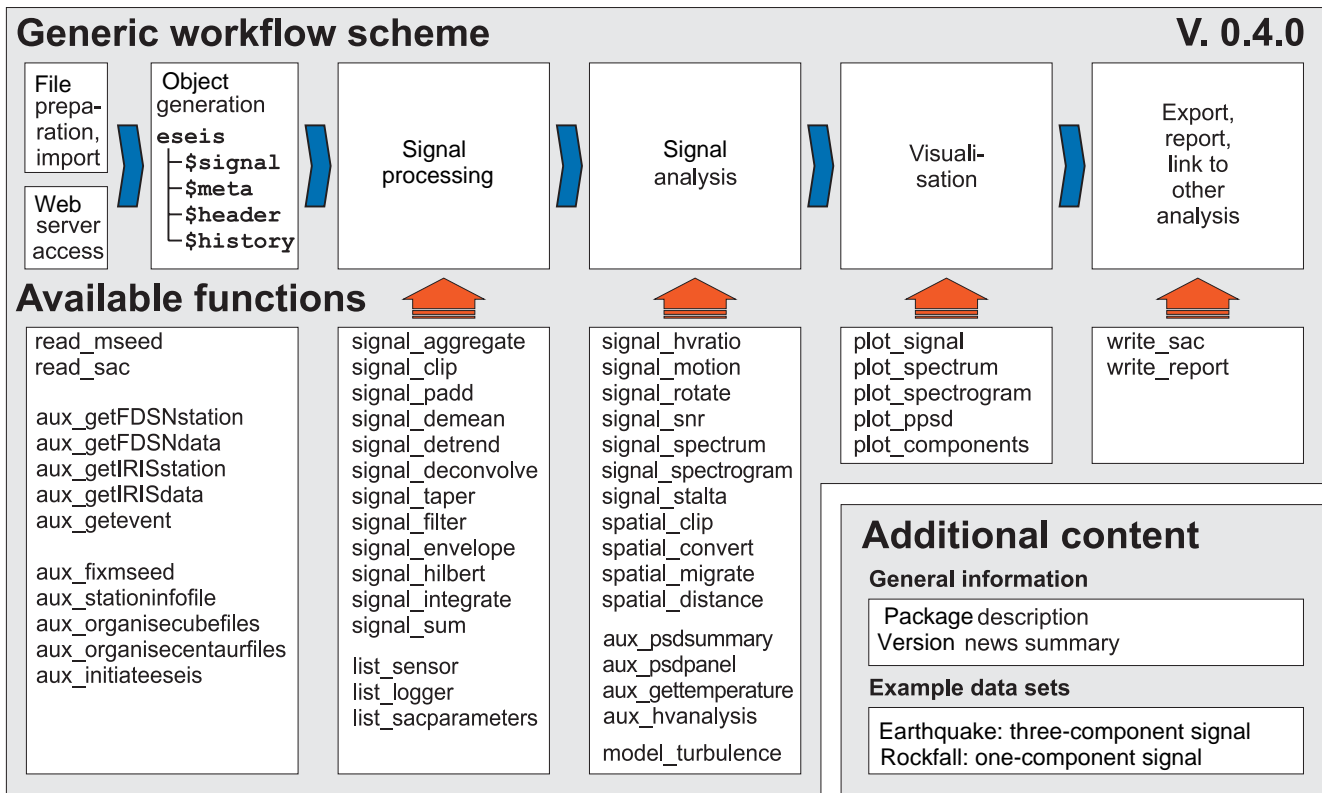 Generic workflow scheme
V. 0.4.0
File
prepa-
ration,
import
Web
server
access
Object
generation
eseis
$signal
$meta
$header
$history
Signal
processing
Signal
analysis
Visuali-
sation
Export,
report,
link to
other
analysis
Available functions
read_mseed
read_sac
aux_getFDSNstation
aux_getFDSNdata
aux_getIRISstation
aux_getIRISdata
aux_getevent
aux_fixmseed
aux_stationinfofile
aux_organisecubefiles
aux_organisecentaurfiles
aux_initiateeseis
signal_aggregate
signal_clip
signal_padd
signal_demean
signal_detrend
signal_deconvolve
signal_taper
signal_filter
signal_envelope
signal_hilbert
signal_integrate
signal_sum
list_sensor
list_logger
list_sacparameters
signal_hvratio
signal_motion
signal_rotate
signal_snr
signal_spectrum
signal_spectrogram
signal_stalta
spatial_clip
spatial_convert
spatial_migrate
spatial_distance
aux_psdsummary
aux_psdpanel
aux_gettemperature
aux_hvanalysis
model_turbulence
plot_signal
plot_spectrum
plot_spectrogram
plot_ppsd
plot_components
write_sac
write_report
Additional content
General information
Package description
Version news summary
Example data sets
Earthquake: three-component signal
Rockfall: one-component signal